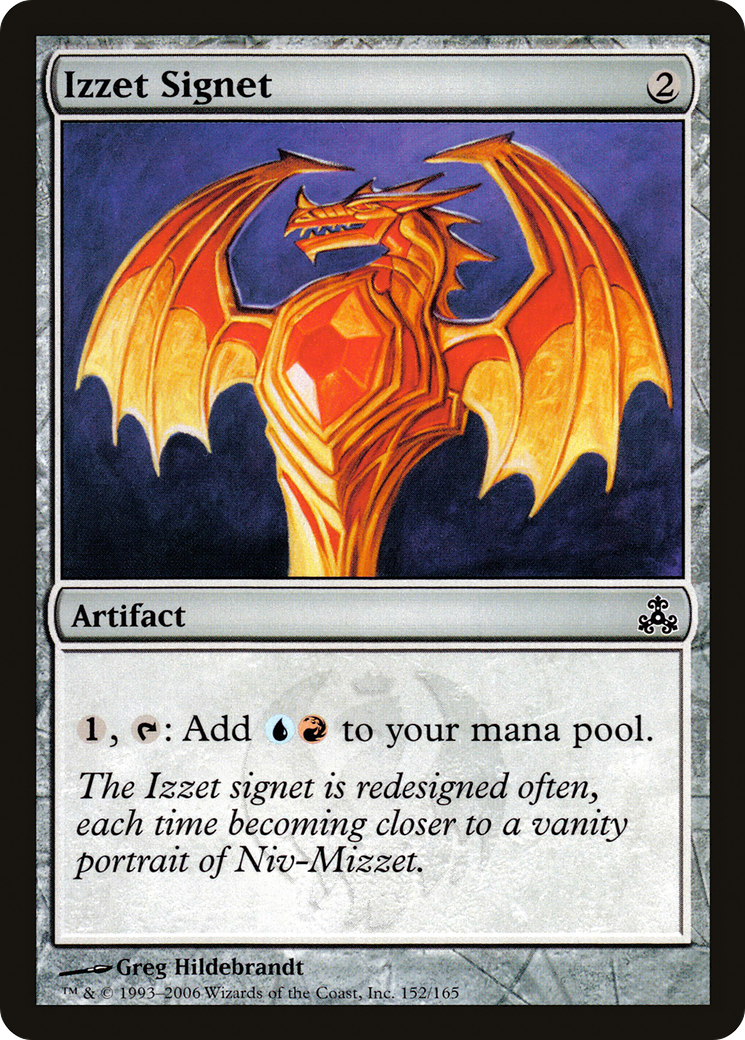 Izzet Signet 2
Artifact
1, : Add to your mana pool.
The Izzet signet is redesigned often,
each time becoming closer to a vanity
portrait of Niv-Mizzet.
Greg Hildebrandt
™ & © 1993–2006 Wizards of the Coast, Inc. 152/165